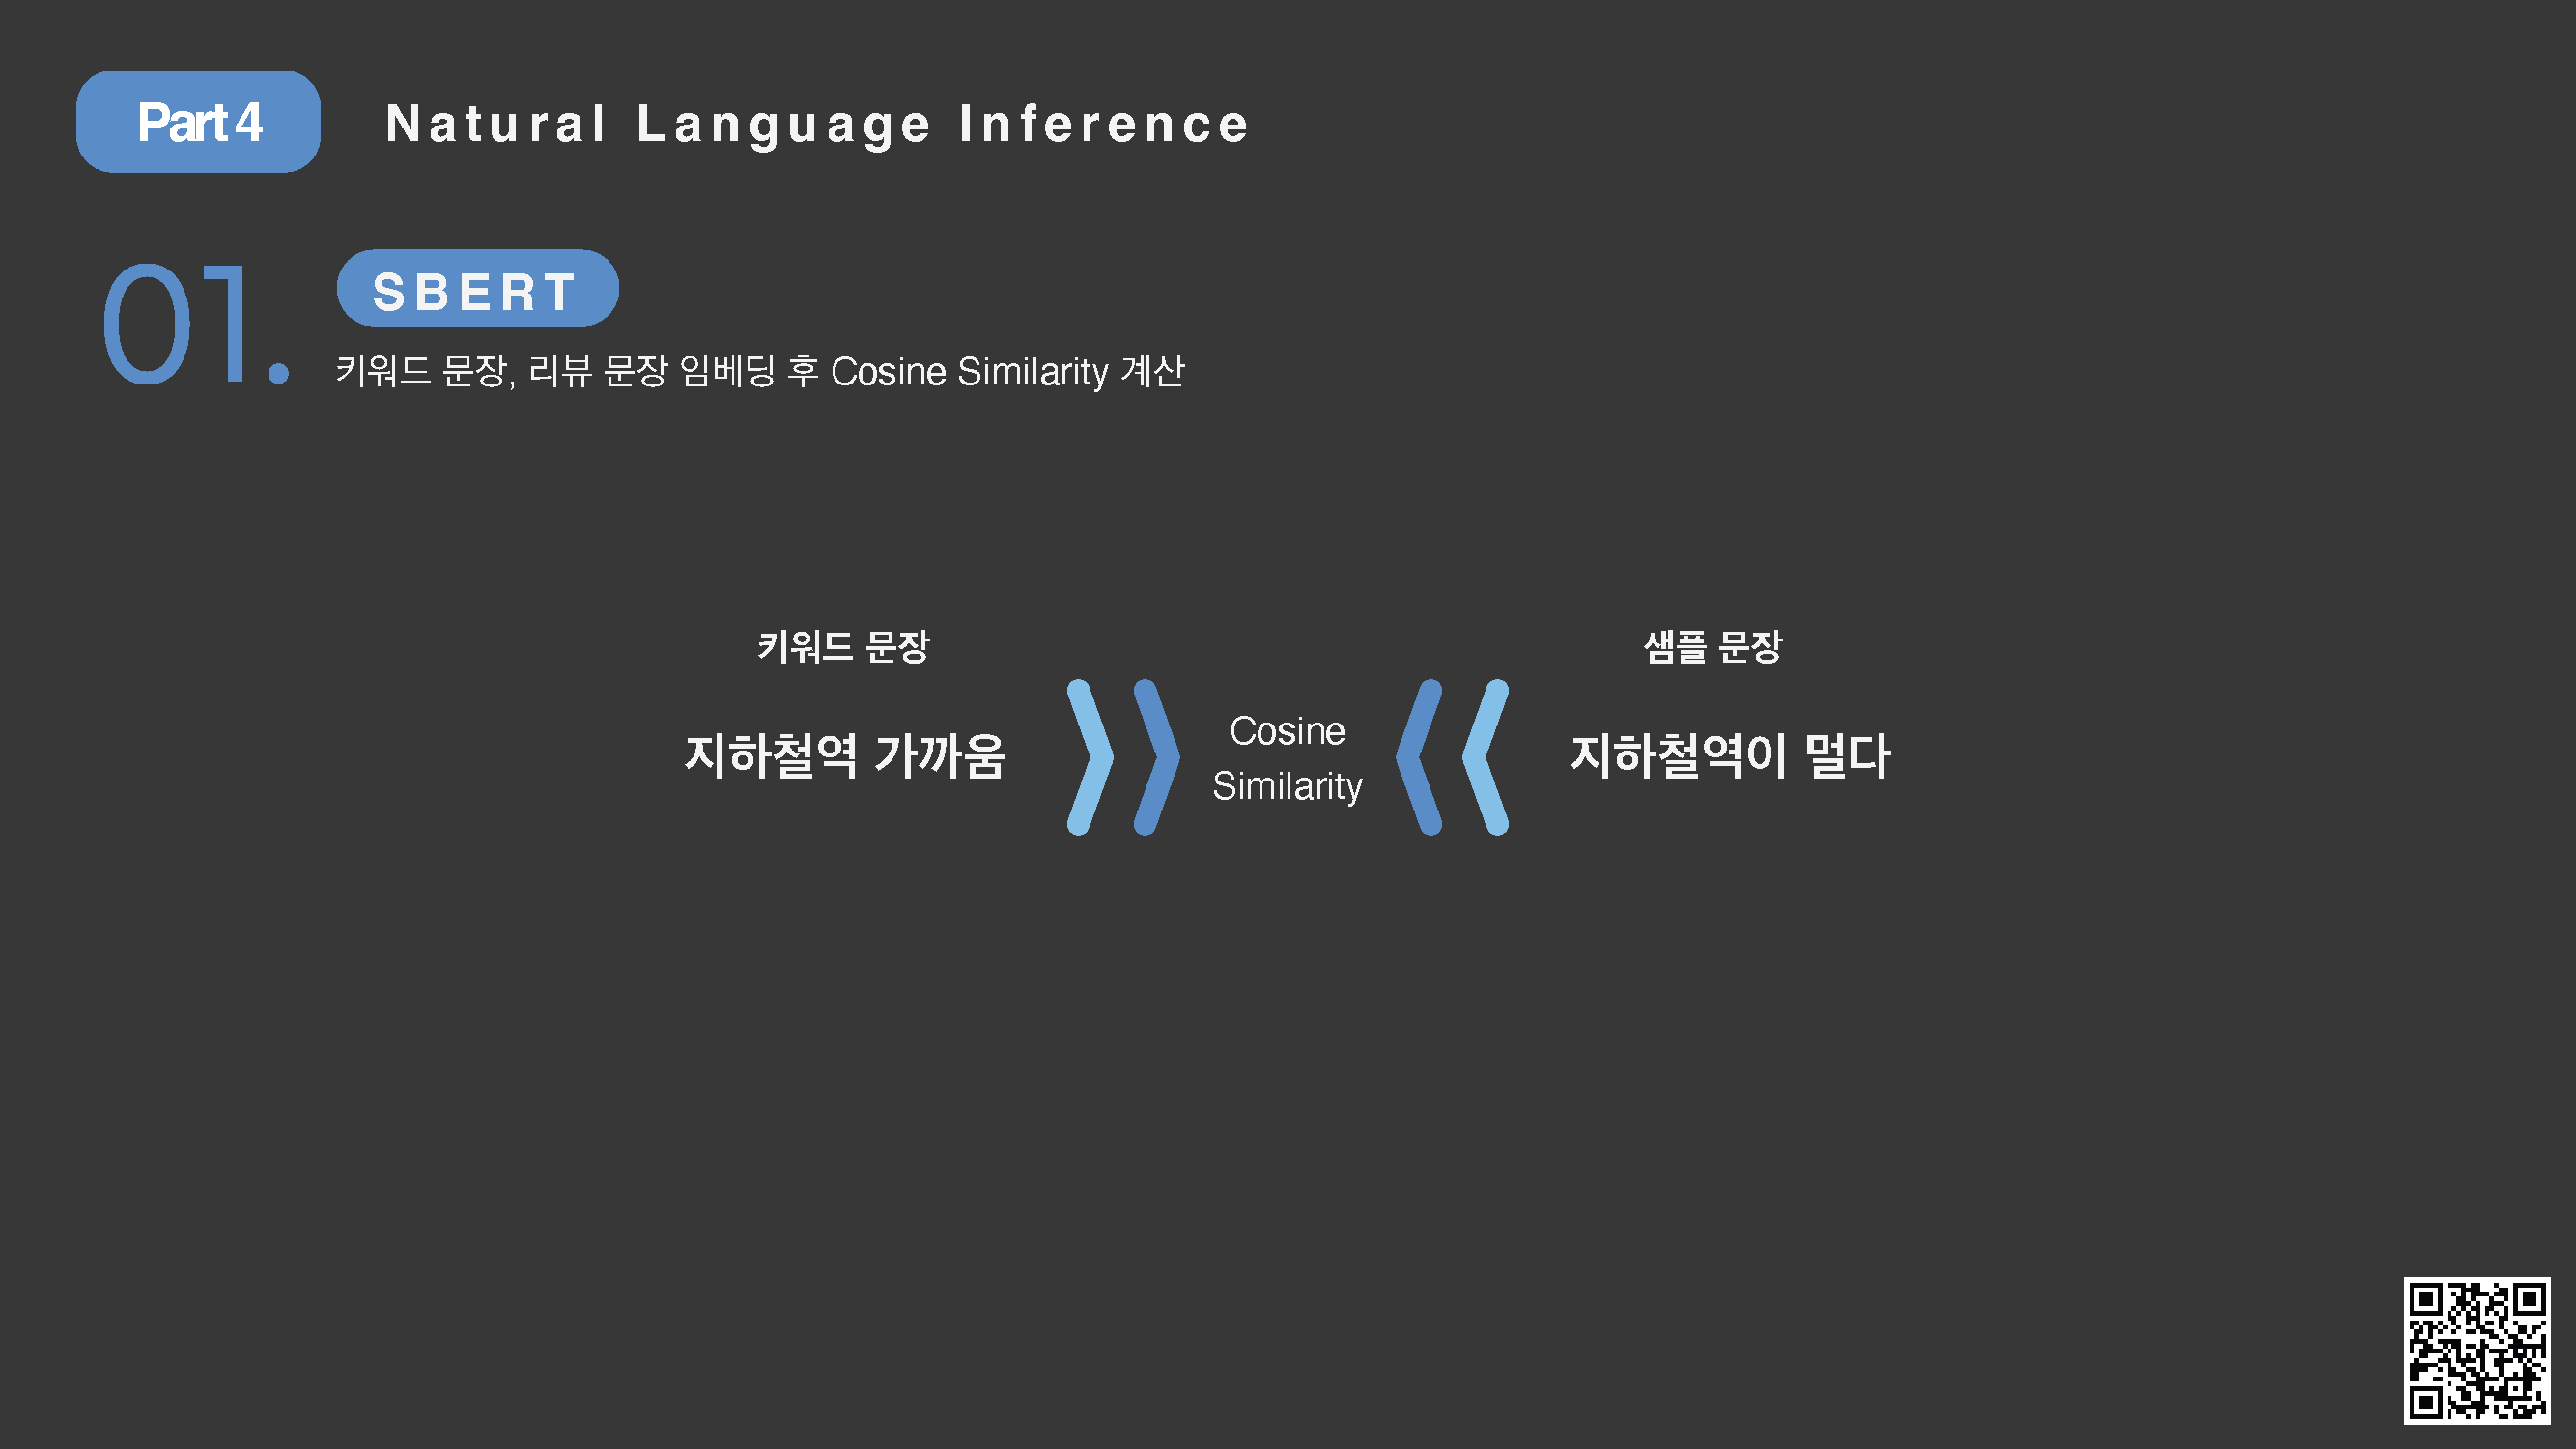 Part 4
Natural Language Inference
01.
SBERT
키워드 문장, 리뷰 문장 임베딩 후 Cosine Similarity 계산
키워드 문장
샘플 문장
지하철역 가까움
Cosine
Similarity
지하철역이 멀다